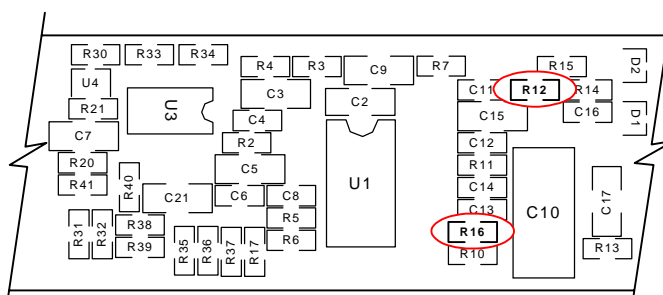 R30 R33 R34
R4 R3 C9 R7 R15 D2
U4 C3 C11 R12 R14
R21 U3 C2 C15 C16 D1
C7 C4
R2 C12
R20 C5 R11
R41 R40 U1 C14 C10
C21 C6 C8 C13 C17
R31 R32 R38 R5 R16
R39 R35 R36 R37 R17 R6 R10 R13